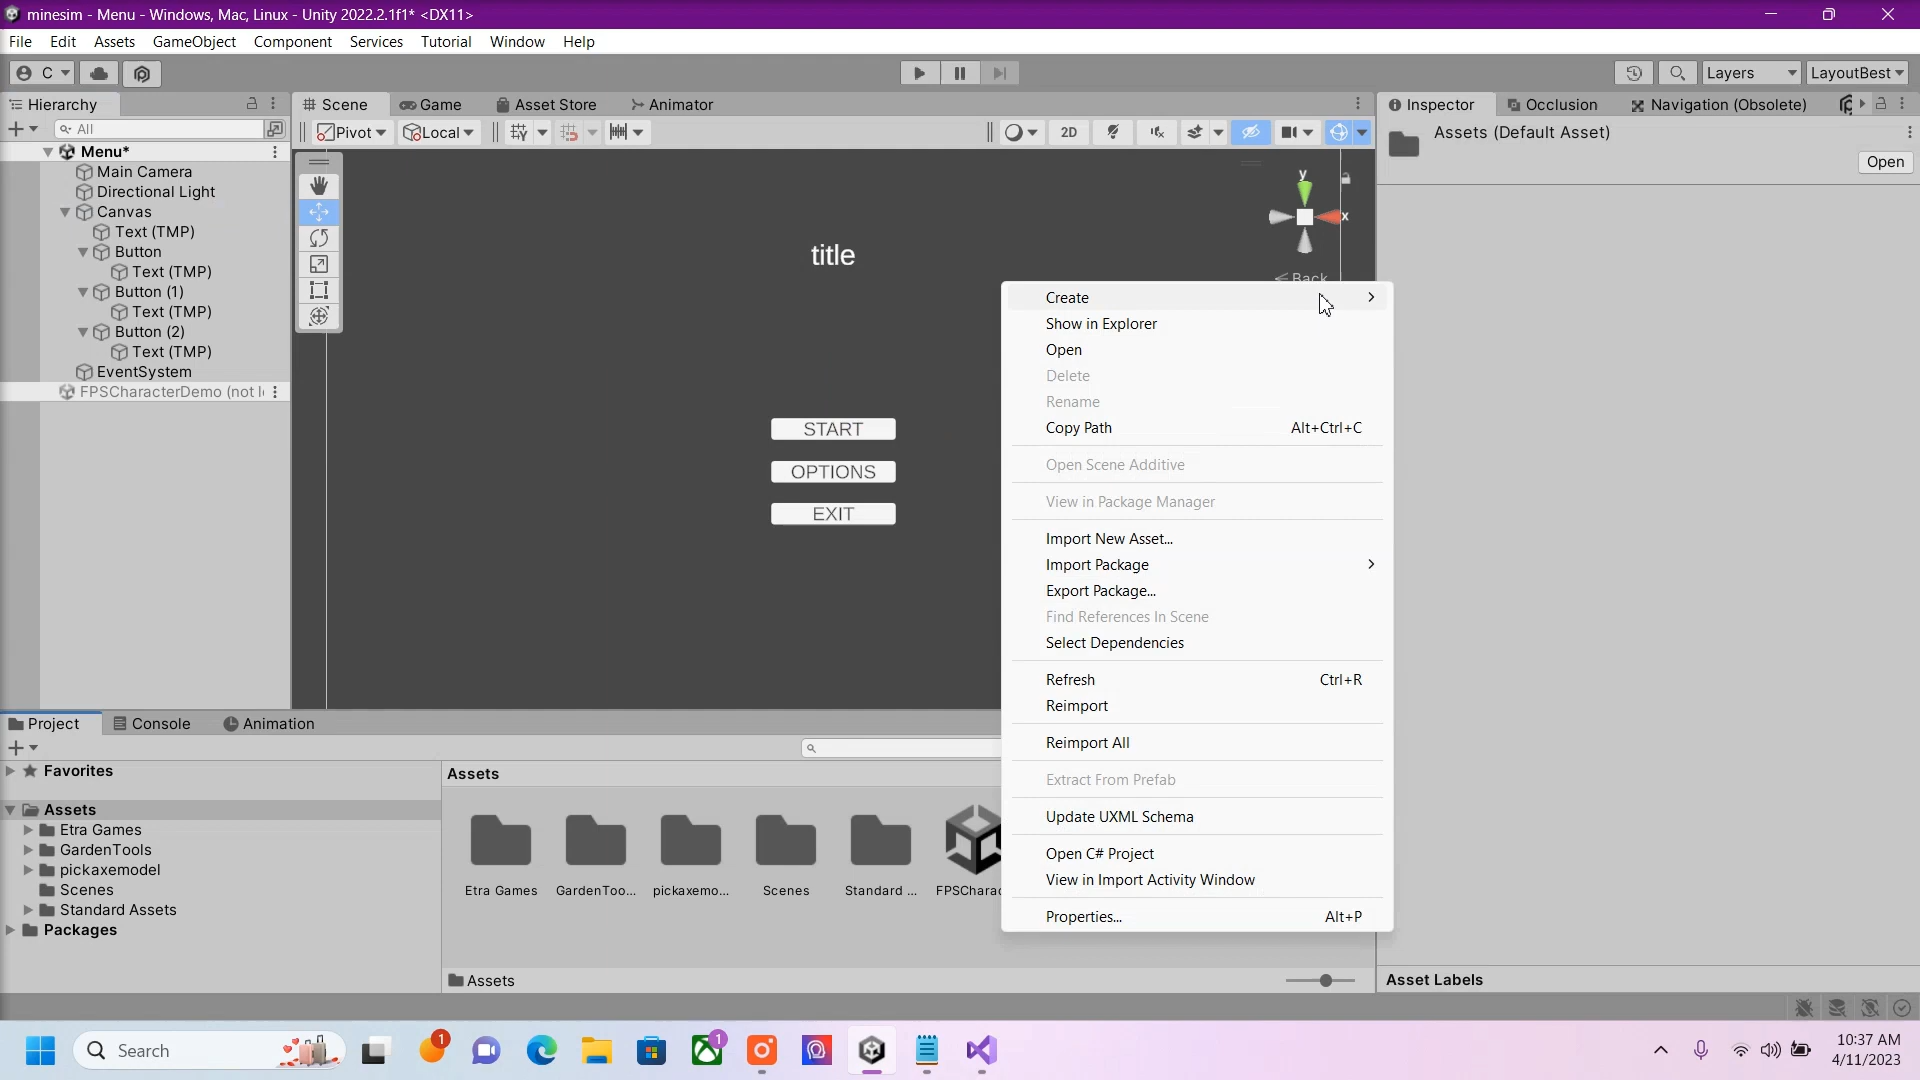 minesim - Menu - Windows, Mac, Linux - Unity 2022.2.1f1* <DX11>
File Edit Assets GameObject Component Services Tutorial Window Help
C Layers LayoutBest
Hierarchy Scene Game Asset Store Animator Inspector Occlusion Navigation (Obsolete)
All Pivot Local 2D Assets (Default Asset)
Open
Menu*
Main Camera
Directional Light
Canvas
Text (TMP)
Button
Text (TMP)
Button (1)
Text (TMP)
Button (2)
Text (TMP)
EventSystem
FPSCharacterDemo (not l
y
x
Back
title
START
OPTIONS
EXIT
Create
Show in Explorer
Open
Delete
Rename
Copy Path Alt+Ctrl+C
Open Scene Additive
View in Package Manager
Import New Asset...
Import Package
Export Package...
Find References In Scene
Select Dependencies
Refresh Ctrl+R
Reimport
Reimport All
Extract From Prefab
Update UXML Schema
Open C# Project
View in Import Activity Window
Properties... Alt+P
Project Console Animation
Favorites
Assets
Etra Games
GardenTools
pickaxemodel
Scenes
Standard Assets
Packages
Assets
Etra Games GardenToo... pickaxemo... Scenes Standard ... FPSCharac
Assets
Asset Labels
Search
1
1
10:37 AM
4/11/2023